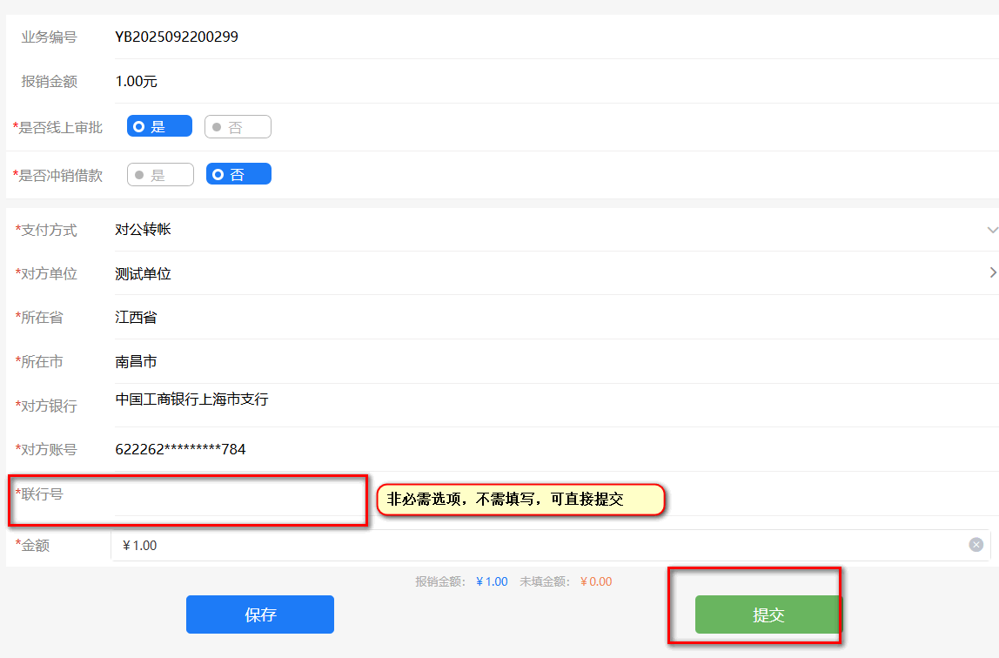 业务编号 YB2025092200299
报销金额 1.00元
*是否线上审批 是 否
*是否冲销借款 是 否
*支付方式 对公转帐
*对方单位 测试单位
*所在省 江西省
*所在市 南昌市
*对方银行 中国工商银行上海市支行
*对方账号 622262*********784
*联行号 非必需选项，不需填写，可直接提交
*金额 ¥1.00
报销金额： ¥1.00 未填金额： ¥0.00
保存 提交